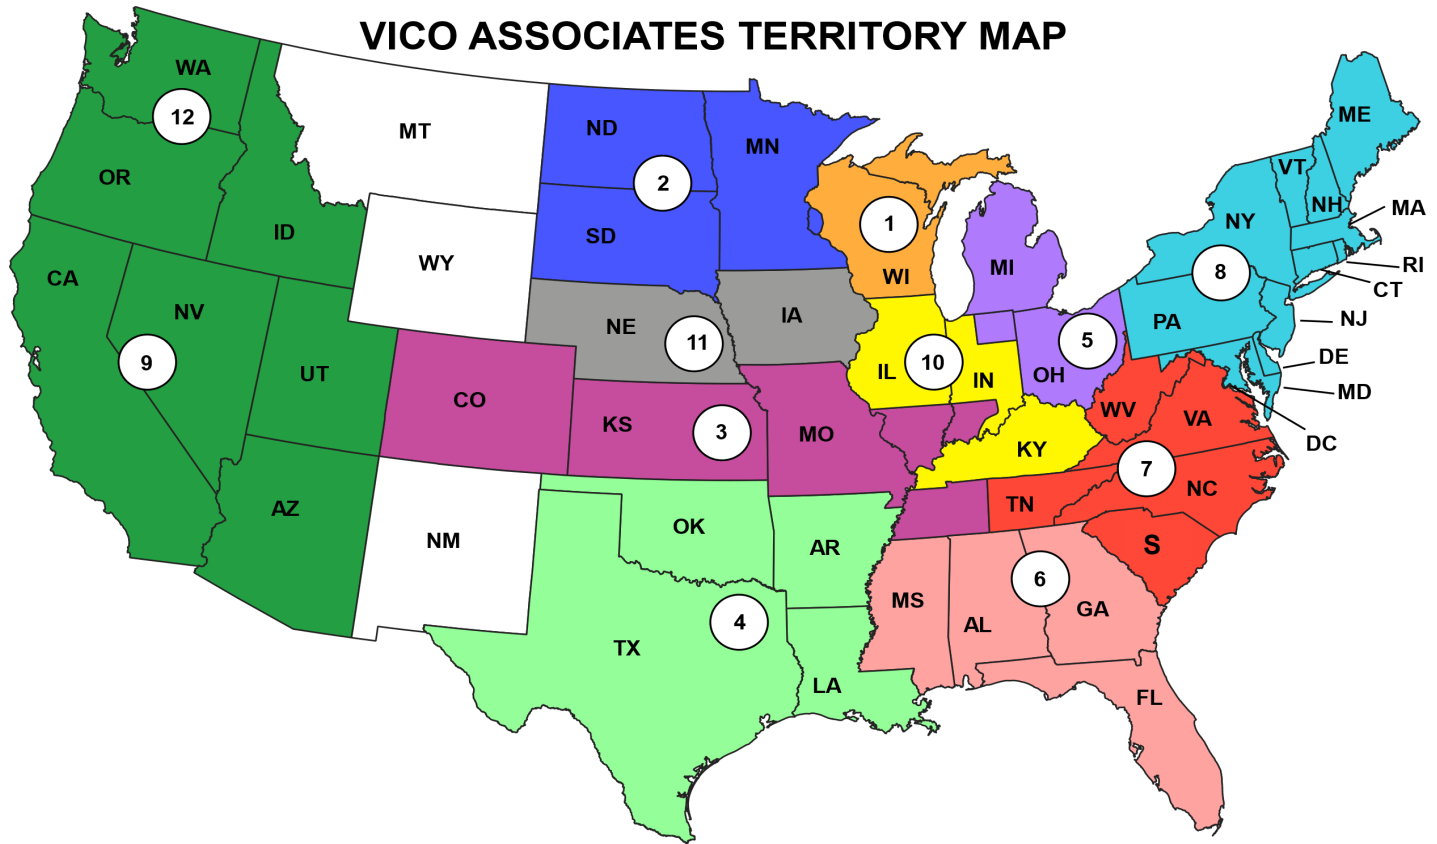 VICO ASSOCIATES TERRITORY MAP
WA
12
MT
ND
MN
ME
OR
2
VT
NH
MA
ID
SD
1
NY
WY
WI
MI
8
RI
CA
CT
NV
NE
IA
PA
NJ
11
5
9
10
DE
UT
IL
IN
OH
MD
CO
WV
VA
KS
3
MO
KY
DC
7
AZ
TN
NC
OK
NM
AR
S
6
MS
GA
4
AL
TX
LA
FL